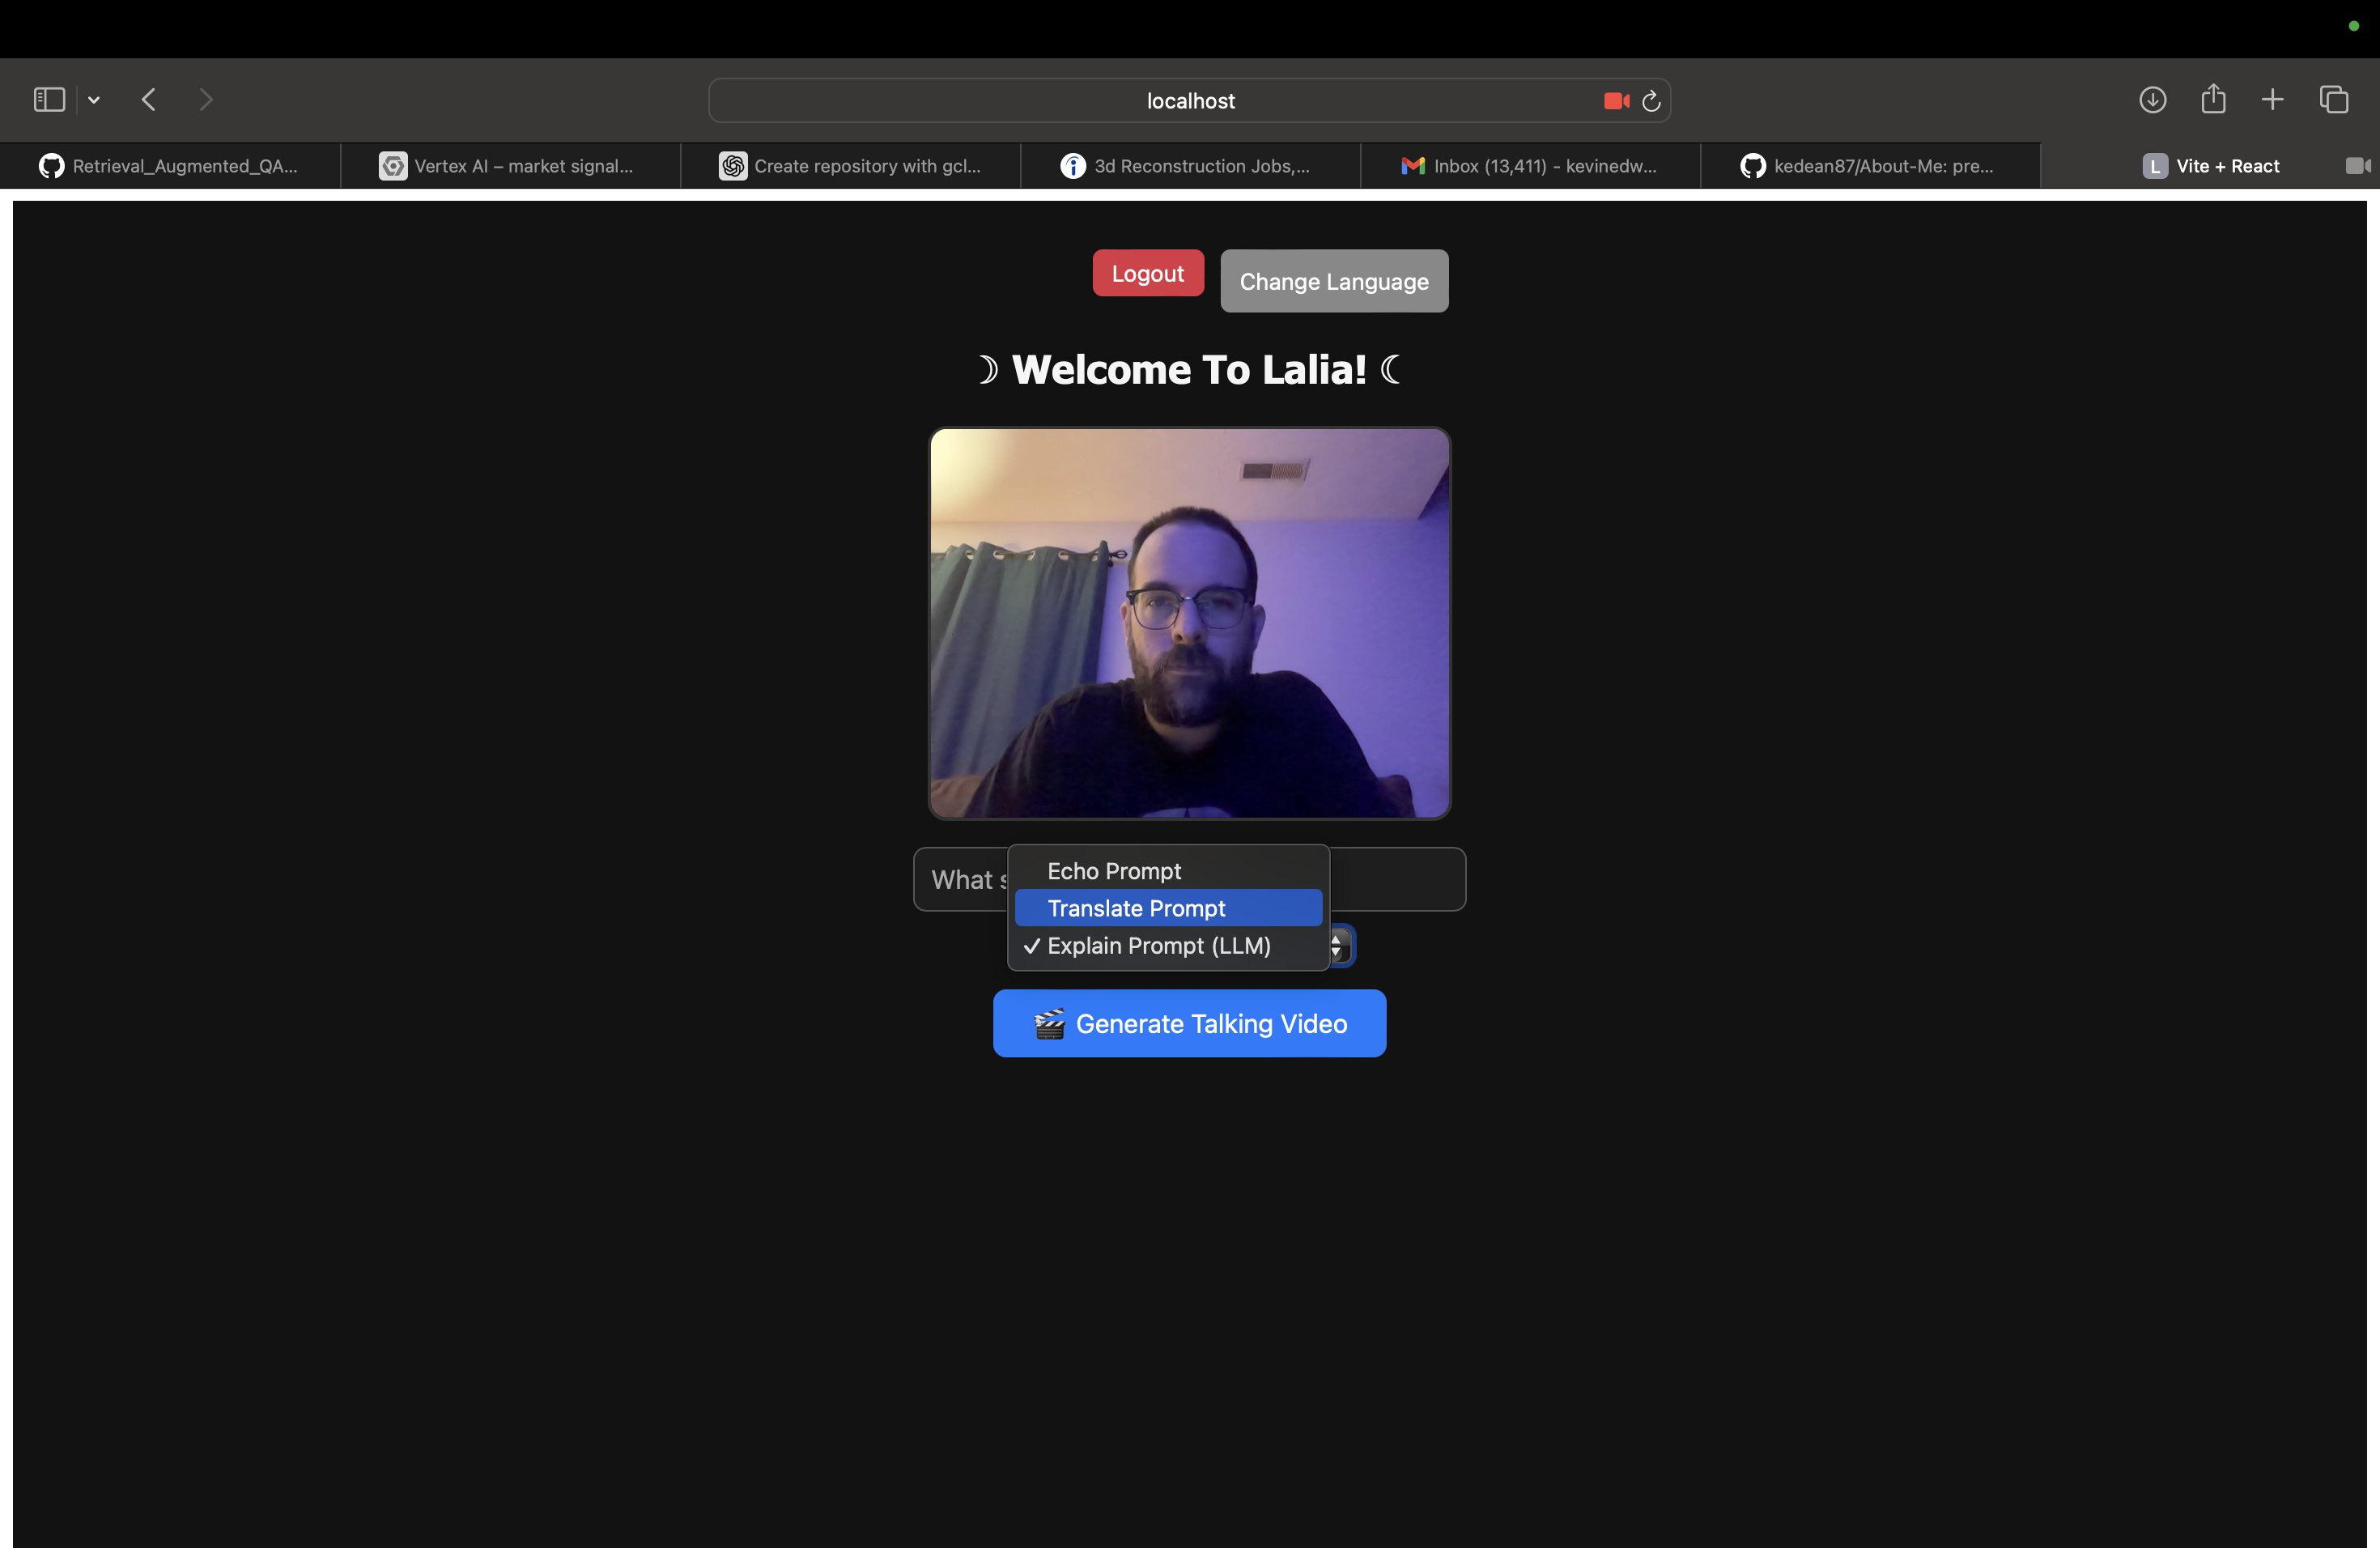 localhost
Retrieval_Augmented_QA...
Vertex AI – market signal...
Create repository with gcl...
3d Reconstruction Jobs,...
Inbox (13,411) - kevinedw...
kedean87/About-Me: pre...
L Vite + React
Logout
Change Language
☽ Welcome To Lalia! ☾
What
Echo Prompt
Translate Prompt
✓ Explain Prompt (LLM)
🎬 Generate Talking Video